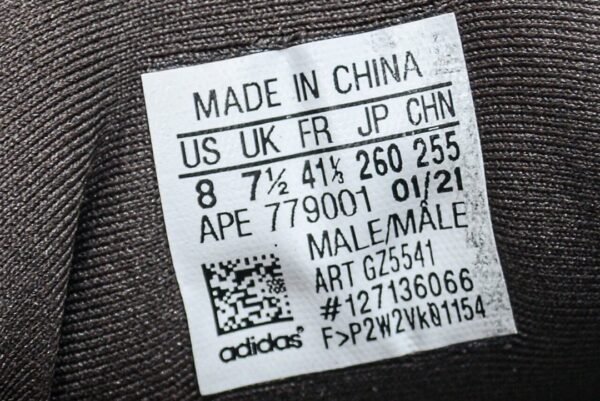 MADE IN CHINA
US UK FR JP CHN
8 7½ 41⅓ 260 255
APE 779001 01/21
MALE/MÂLE
ART GZ5541
#127136066
F>P2W2VkQ1154
adidas